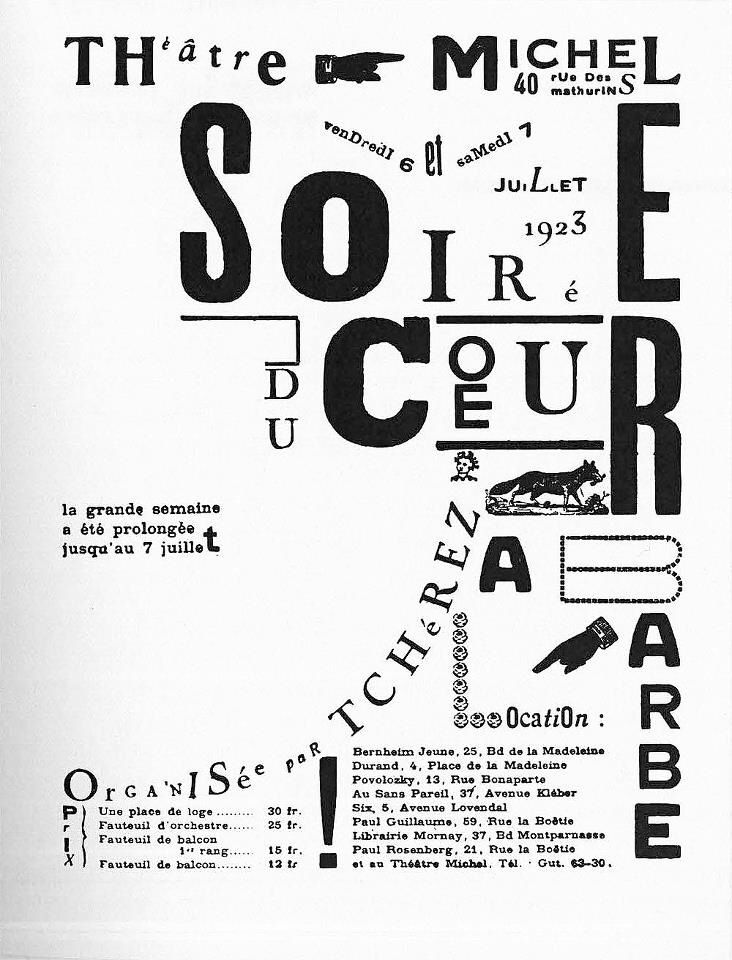 THéâtre MICHEL
40 rUe Des
mathurINS
SOIRéE
venDreDI 6 et saMedI 7
JUiLLET
1923
DU CŒUR
A BARBE
la grande semaine
a été prolongée
jusqu'au 7 juillet
OrGA'NISée paR TCHéREZ
LOcatiOn :
Bernheim Jeune, 25, Bd de la Madeleine
Durand, 4, Place de la Madeleine
Povolozky, 13, Rue Bonaparte
Au Sans Pareil, 37, Avenue Kléber
Six, 5, Avenue Lovendal
Paul Guillaume, 59, Rue la Boëtie
Librairie Mornay, 37, Bd Montparnasse
Paul Rosenberg, 21, Rue la Boëtie
et au Théâtre Michel. Tél. · Gut. 63-30.
PrIX
Une place de loge ......... 30 fr.
Fauteuil d'orchestre...... 25 fr.
Fauteuil de balcon
1er rang..... 15 fr.
Fauteuil de balcon........ 12 fr
!